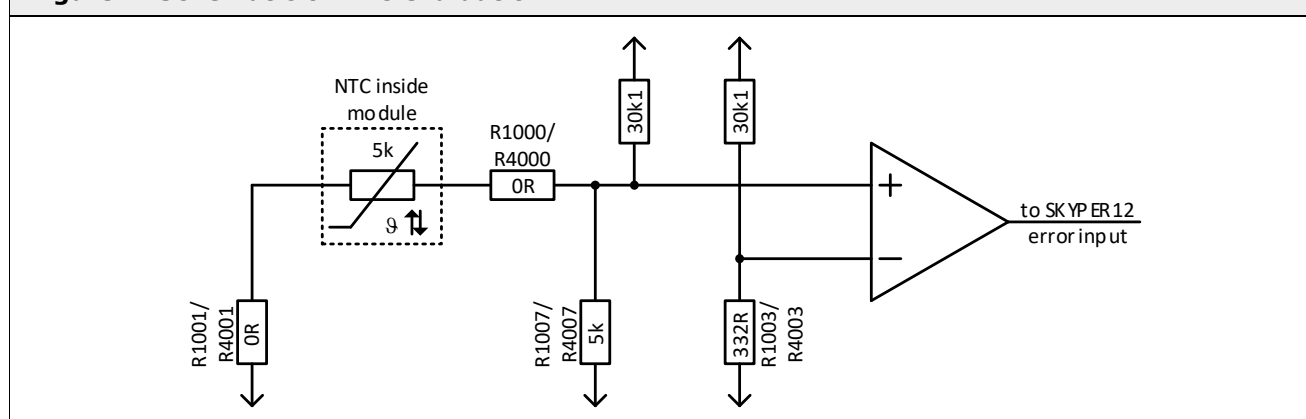 NTC inside
module
5k
ϑ
R1000/
R4000
0R
30k1
30k1
+
−
to SKYPER12
error input
R1001/
R4001
0R
R1007/
R4007
5k
332R
R1003/
R4003